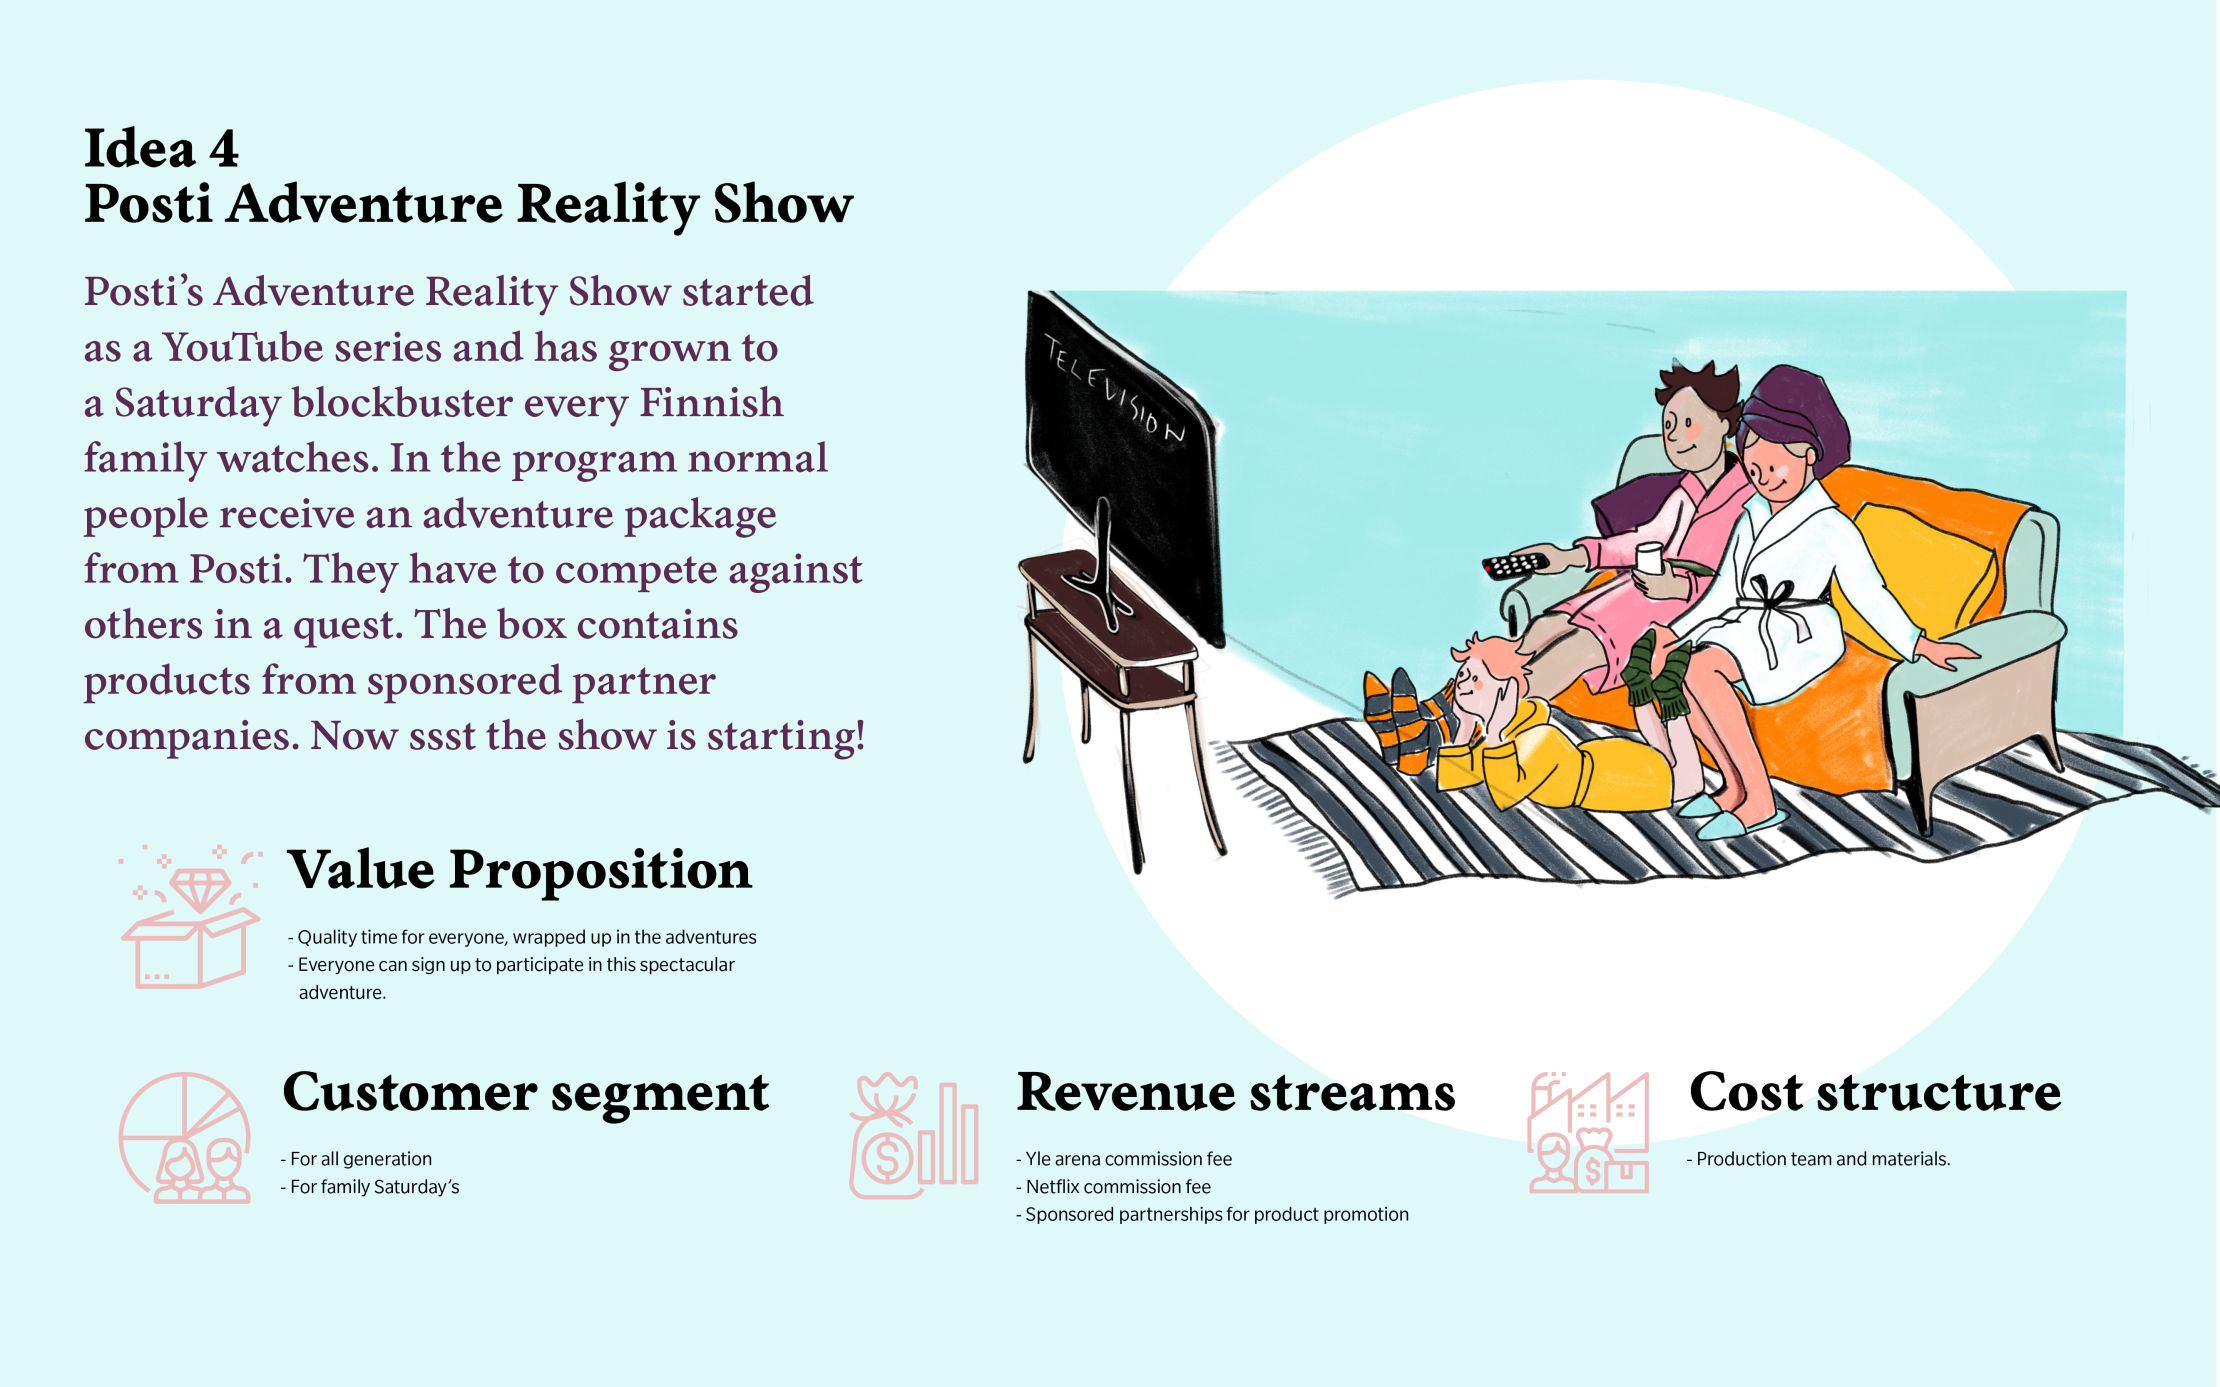 Idea 4
Posti Adventure Reality Show
Posti’s Adventure Reality Show started
as a YouTube series and has grown to
a Saturday blockbuster every Finnish
family watches. In the program normal
people receive an adventure package
from Posti. They have to compete against
others in a quest. The box contains
products from sponsored partner
companies. Now ssst the show is starting!
TELEVISION
Value Proposition
- Quality time for everyone, wrapped up in the adventures
- Everyone can sign up to participate in this spectacular
adventure.
Customer segment
- For all generation
- For family Saturday’s
Revenue streams
- Yle arena commission fee
- Netflix commission fee
- Sponsored partnerships for product promotion
Cost structure
- Production team and materials.